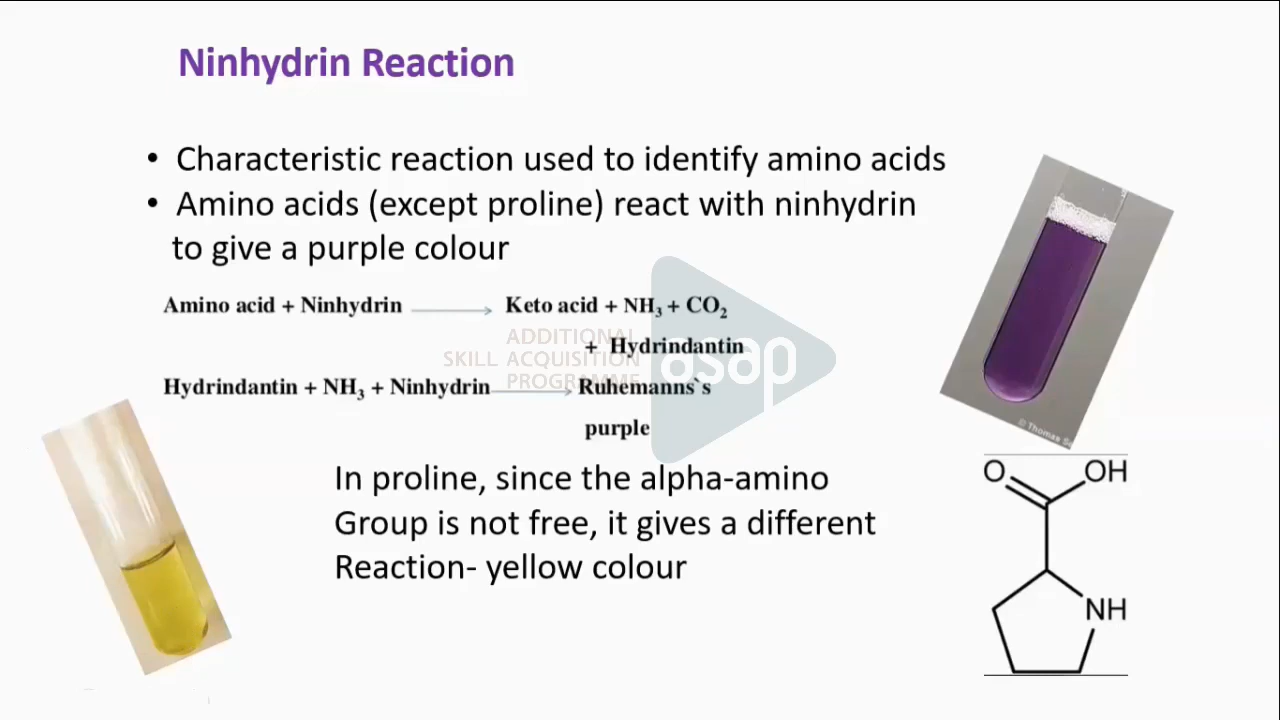 Ninhydrin Reaction
• Characteristic reaction used to identify amino acids
• Amino acids (except proline) react with ninhydrin
to give a purple colour
Amino acid + Ninhydrin → Keto acid + NH₃ + CO₂
+ Hydrindantin
Hydrindantin + NH₃ + Ninhydrin → Ruhemanns`s
purple
ADDITIONAL
SKILL ACQUISITION
PROGRAMME
asap
In proline, since the alpha-amino
Group is not free, it gives a different
Reaction- yellow colour
© Thomas
O OH
NH